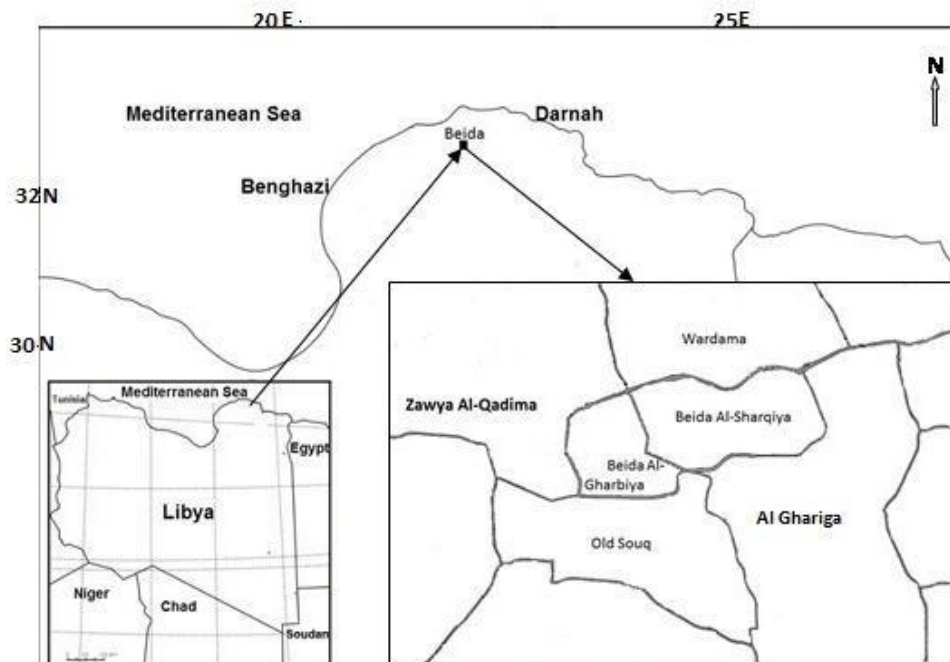 20E 25E
N
Mediterranean Sea Darnah
Beida
Benghazi
32N
30N
Mediterranean Sea
Tunisia
Egypt
Libya
Niger
Chad
Soudan
Wardama
Zawya Al-Qadima
Beida Al-Sharqiya
Beida Al-
Gharbiya
Al Ghariga
Old Souq